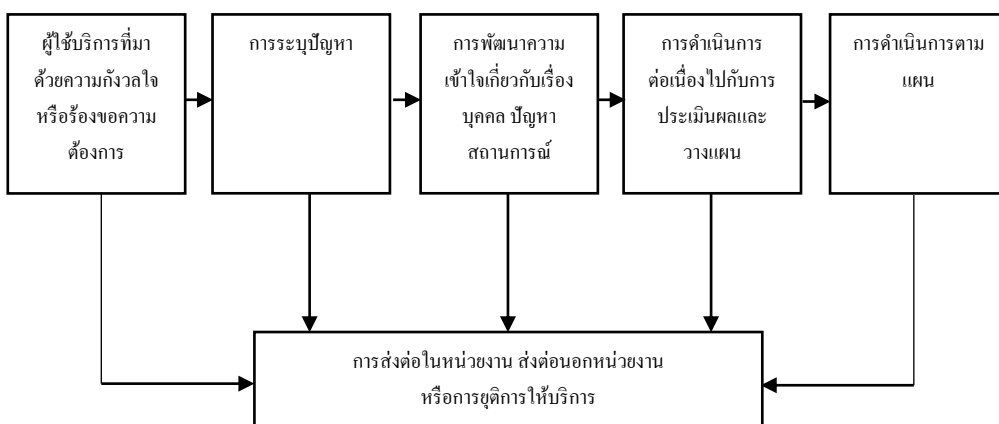 ผู้ใช้บริการที่มา
ด้วยความกังวลใจ
หรือร้องขอความ
ต้องการ
การระบุปัญหา
การพัฒนาความ
เข้าใจเกี่ยวกับเรื่อง
บุคคล ปัญหา
สถานการณ์
การดำเนินการ
ต่อเนื่องไปกับการ
ประเมินผลและ
วางแผน
การดำเนินการตาม
แผน
การส่งต่อในหน่วยงาน ส่งต่อนอกหน่วยงาน
หรือการยุติการให้บริการ